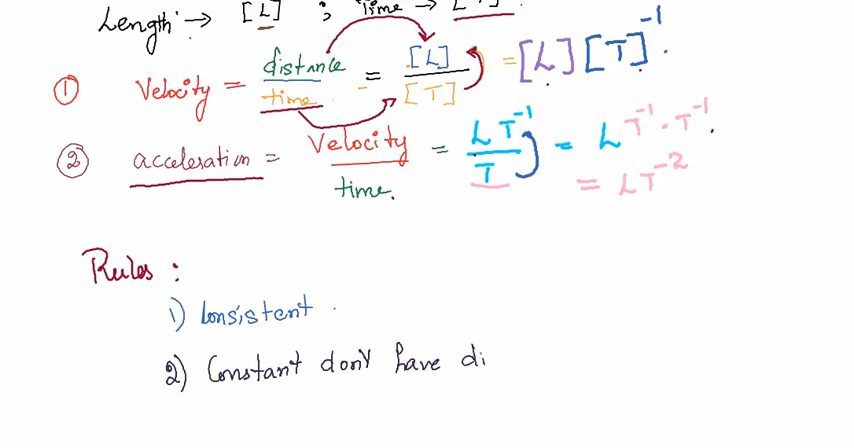 Length → [L] ; Time → [T]
① Velocity = distance/time = [L]/[T] = [L][T]⁻¹.
② acceleration = Velocity/time. = LT⁻¹/T = L T⁻¹·T⁻¹.
= LT⁻²
Rules :
1) Consistent .
2) Constant don't have di